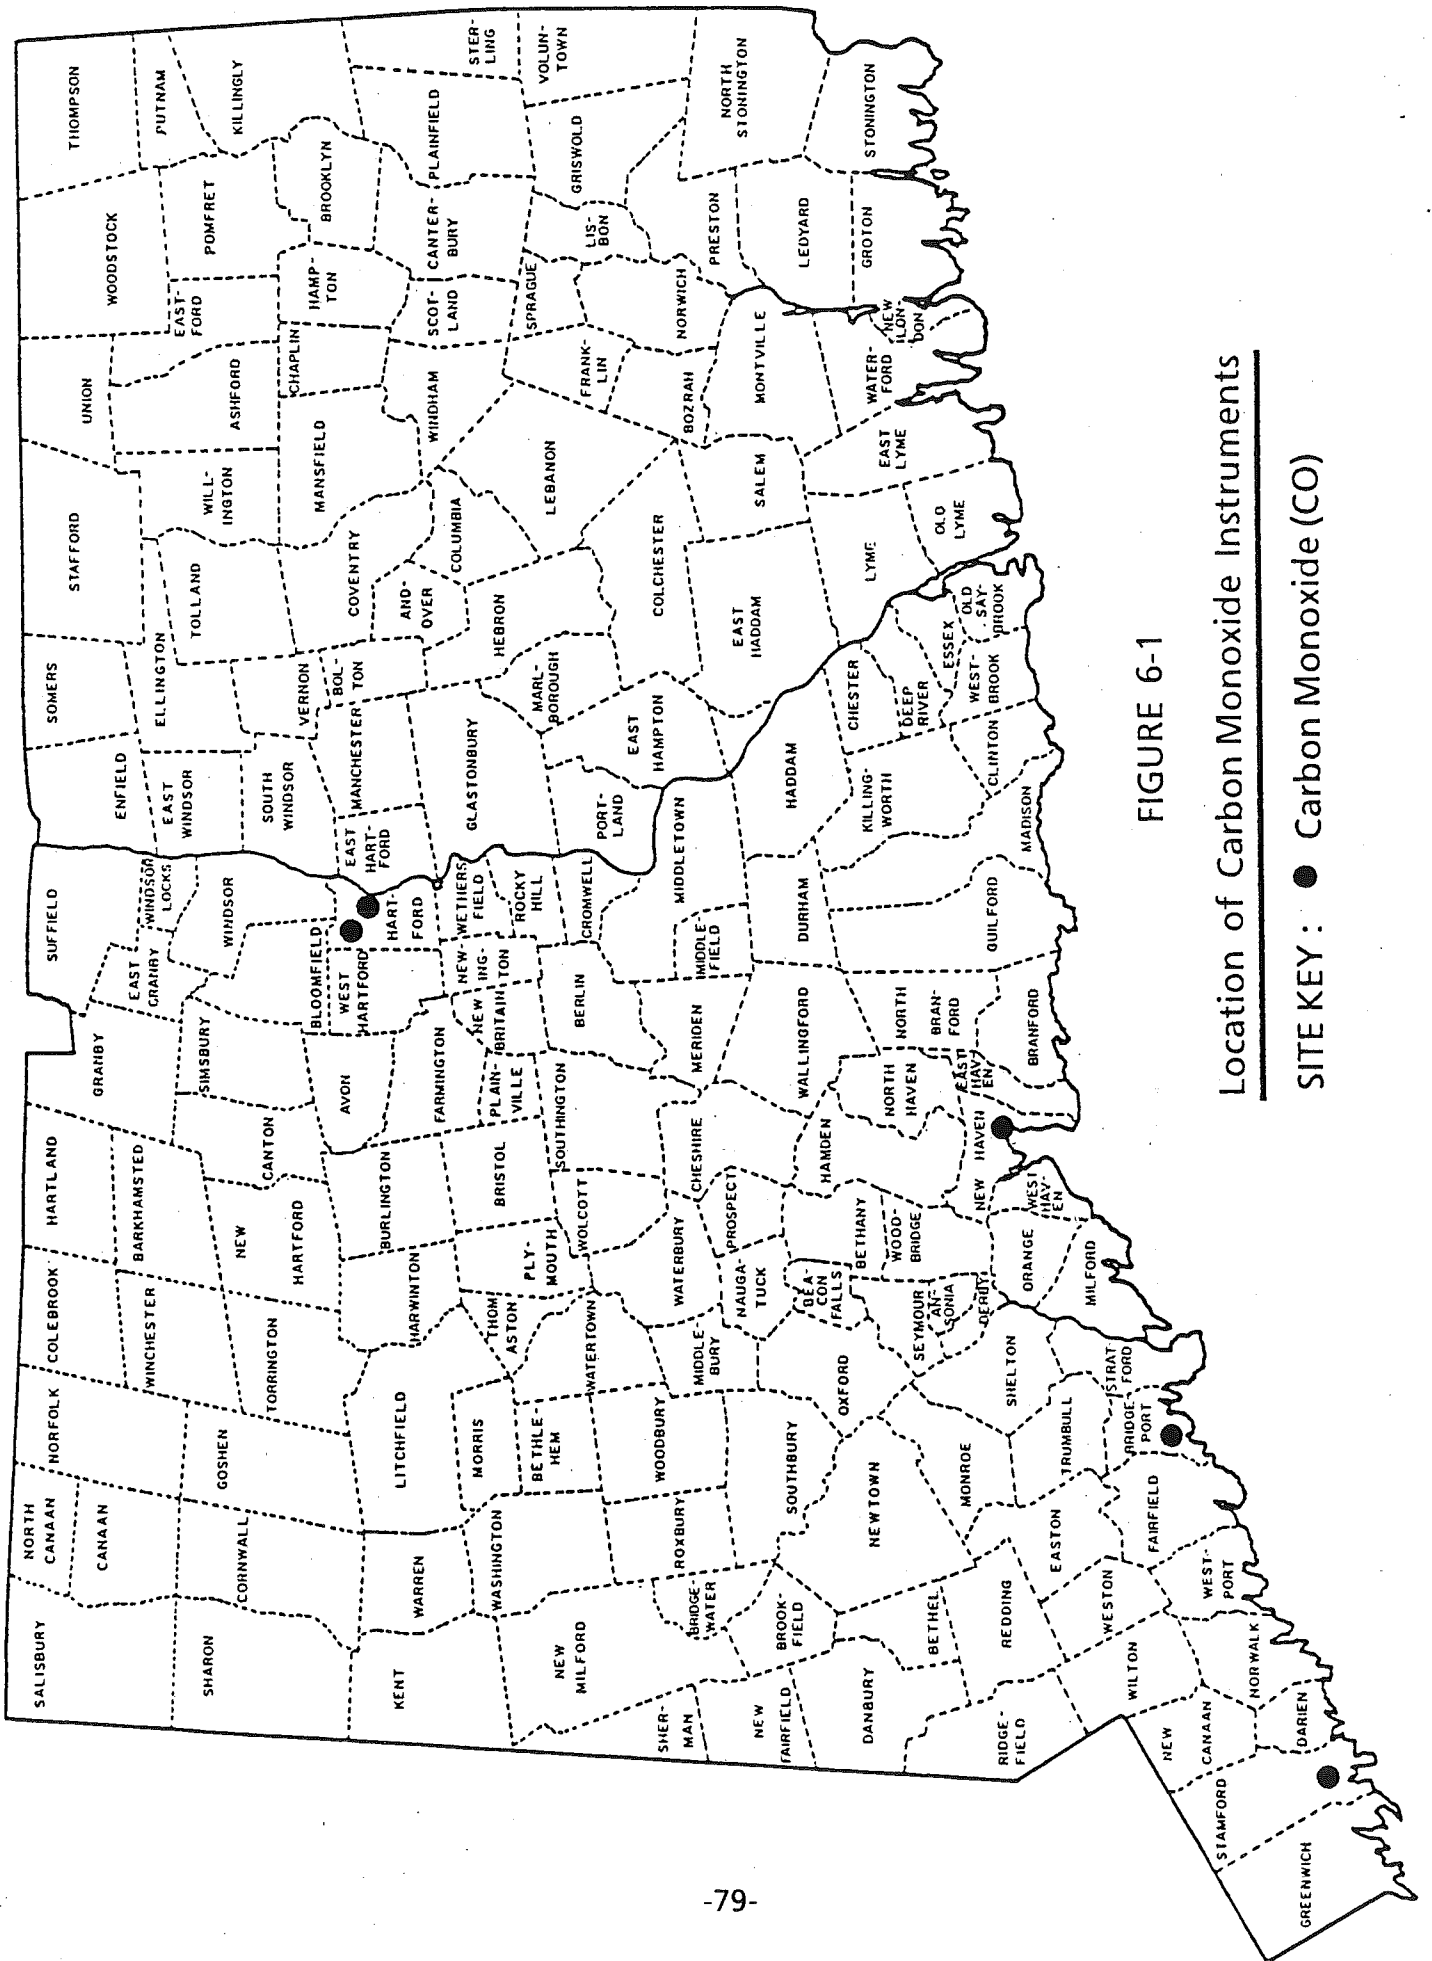 SALISBURY
NORTH
CANAAN
CANAAN
NORFOLK
COLEBROOK
HARTLAND
GRANBY
SUFFIELD
ENFIELD
SOMERS
STAFFORD
UNION
WOODSTOCK
THOMPSON
PUTNAM
SHARON
CORNWALL
GOSHEN
WINCHESTER
TORRINGTON
BARKHAMSTED
NEW
HARTFORD
CANTON
SIMSBURY
EAST
GRANBY
WINDSOR
LOCKS
WINDSOR
BLOOMFIELD
EAST
WINDSOR
SOUTH
WINDSOR
ELLINGTON
TOLLAND
VERNON
WILL-
INGTON
ASHFORD
EAST-
FORD
POMFRET
KILLINGLY
KENT
WARREN
LITCHFIELD
HARWINTON
BURLINGTON
AVON
WEST
HARTFORD
HART-
FORD
EAST
HART-
FORD
MANCHESTER
BOL-
TON
COVENTRY
AND-
OVER
MANSFIELD
CHAPLIN
HAMP-
TON
BROOKLYN
NEW
MILFORD
WASHINGTON
MORRIS
BETHLE-
HEM
THOM
ASTON
WATERTOWN
PLY-
MOUTH
BRISTOL
FARMINGTON
PLAIN-
VILLE
NEW
BRITAIN
NEW-
ING-
TON
WETHERS
FIELD
ROCKY
HILL
GLASTONBURY
HEBRON
MARL-
BOROUGH
COLUMBIA
WINDHAM
SCOT-
LAND
CANTER-
BURY
PLAINFIELD
STER-
LING
SHER-
MAN
BRIDGE-
WATER
ROXBURY
WOODBURY
MIDDLE-
BURY
WATERBURY
WOLCOTT
SOUTHINGTON
BERLIN
CROMWELL
PORT-
LAND
EAST
HAMPTON
COLCHESTER
LEBANON
FRANK-
LIN
SPRAGUE
LIS-
BON
GRISWOLD
VOLUN-
TOWN
NEW
FAIRFIELD
BROOK-
FIELD
SOUTHBURY
OXFORD
NAUGA-
TUCK
PROSPECT
CHESHIRE
MERIDEN
MIDDLE-
FIELD
MIDDLETOWN
HADDAM
EAST
HADDAM
SALEM
BOZRAH
NORWICH
MONTVILLE
PRESTON
NORTH
STONINGTON
DANBURY
BETHEL
NEWTOWN
BEA-
CON
FALLS
BETHANY
WOOD-
BRIDGE
HAMDEN
WALLINGFORD
DURHAM
KILLING-
WORTH
CHESTER
DEEP
RIVER
LYME
EAST
LYME
WATER-
FORD
NEW
LON-
DON
LEDYARD
GROTON
STONINGTON
RIDGE-
FIELD
REDDING
MONROE
SHELTON
SEYMOUR
AN-
SONIA
DERBY
NEW HAVEN
NORTH
HAVEN
EAST
HAV-
EN
NORTH
BRAN-
FORD
BRANFORD
GUILFORD
MADISON
CLINTON
WEST-
BROOK
ESSEX
OLD
SAY-
BROOK
OLD
LYME
WILTON
WESTON
EASTON
TRUMBULL
STRAT-
FORD
BRIDGE-
PORT
ORANGE
MILFORD
WEST
HAV-
EN
NEW
CANAAN
NORWALK
WEST-
PORT
FAIRFIELD
GREENWICH
STAMFORD
DARIEN
FIGURE 6-1
Location of Carbon Monoxide Instruments
SITE KEY : ● Carbon Monoxide (CO)
-79-